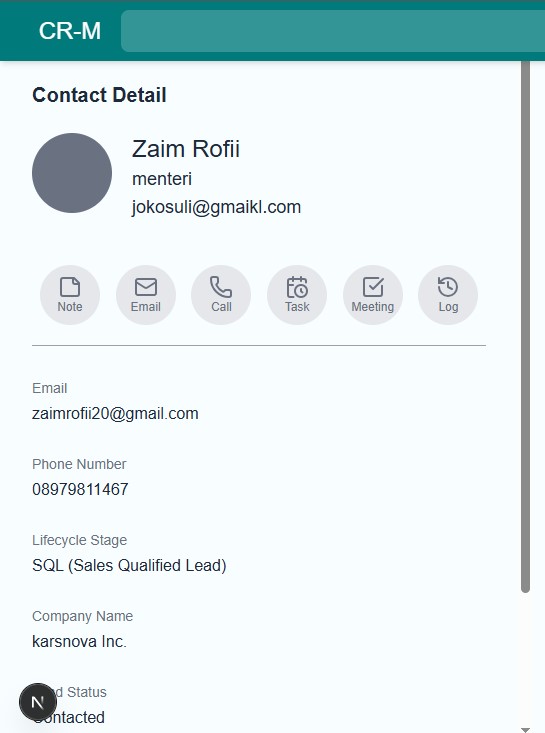 CR-M
Contact Detail
Zaim Rofii
menteri
jokosuli@gmaikl.com
Note Email Call Task Meeting Log
Email
zaimrofii20@gmail.com
Phone Number
08979811467
Lifecycle Stage
SQL (Sales Qualified Lead)
Company Name
karsnova Inc.
Status
Contacted
N